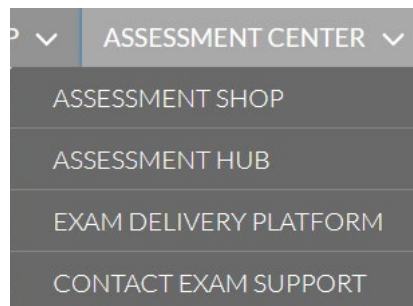 P ASSESSMENT CENTER
ASSESSMENT SHOP
ASSESSMENT HUB
EXAM DELIVERY PLATFORM
CONTACT EXAM SUPPORT